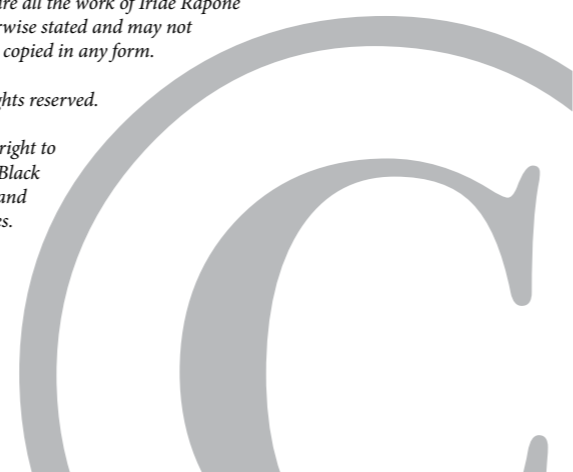 are all the work of Iride Rapone
rwise stated and may not
copied in any form.
ghts reserved.
right to
Black
and
es.
C